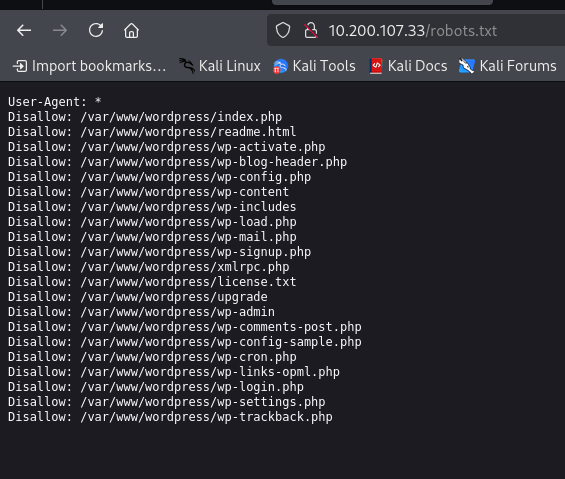 10.200.107.33/robots.txt
Import bookmarks...
Kali Linux
Kali Tools
Kali Docs
Kali Forums
User-Agent: *
Disallow: /var/www/wordpress/index.php
Disallow: /var/www/wordpress/readme.html
Disallow: /var/www/wordpress/wp-activate.php
Disallow: /var/www/wordpress/wp-blog-header.php
Disallow: /var/www/wordpress/wp-config.php
Disallow: /var/www/wordpress/wp-content
Disallow: /var/www/wordpress/wp-includes
Disallow: /var/www/wordpress/wp-load.php
Disallow: /var/www/wordpress/wp-mail.php
Disallow: /var/www/wordpress/wp-signup.php
Disallow: /var/www/wordpress/xmlrpc.php
Disallow: /var/www/wordpress/license.txt
Disallow: /var/www/wordpress/upgrade
Disallow: /var/www/wordpress/wp-admin
Disallow: /var/www/wordpress/wp-comments-post.php
Disallow: /var/www/wordpress/wp-config-sample.php
Disallow: /var/www/wordpress/wp-cron.php
Disallow: /var/www/wordpress/wp-links-opml.php
Disallow: /var/www/wordpress/wp-login.php
Disallow: /var/www/wordpress/wp-settings.php
Disallow: /var/www/wordpress/wp-trackback.php